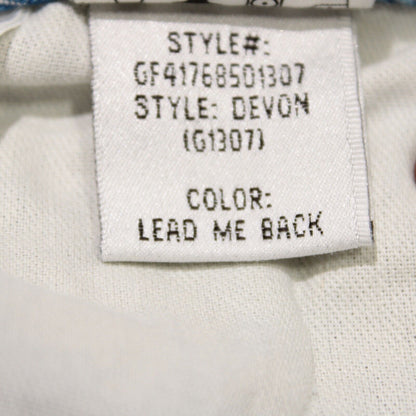 STYLE#:
GF41768501307
STYLE: DEVON
(G1307)
COLOR:
LEAD ME BACK